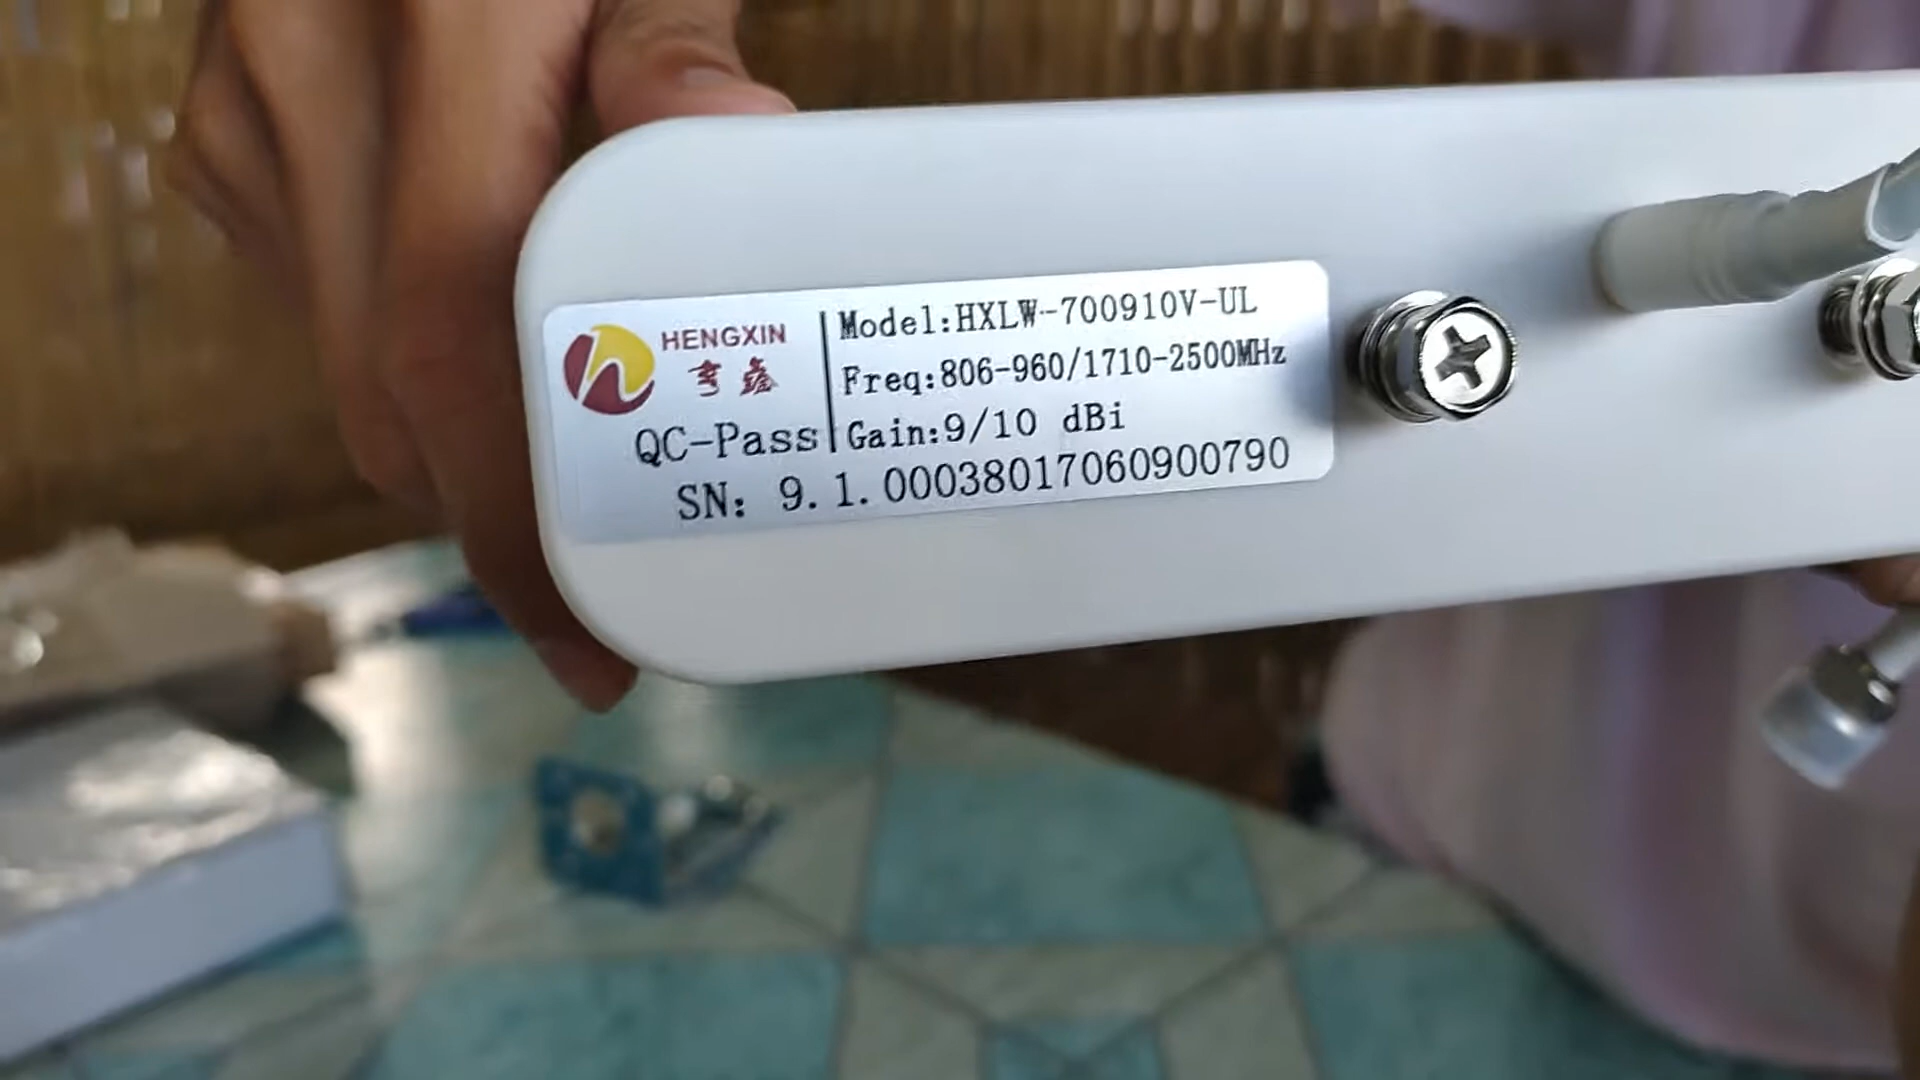 HENGXIN
亨鑫
QC-Pass
Model:HXLW-700910V-UL
Freq:806-960/1710-2500MHz
Gain:9/10 dBi
SN: 9.1.00038017060900790